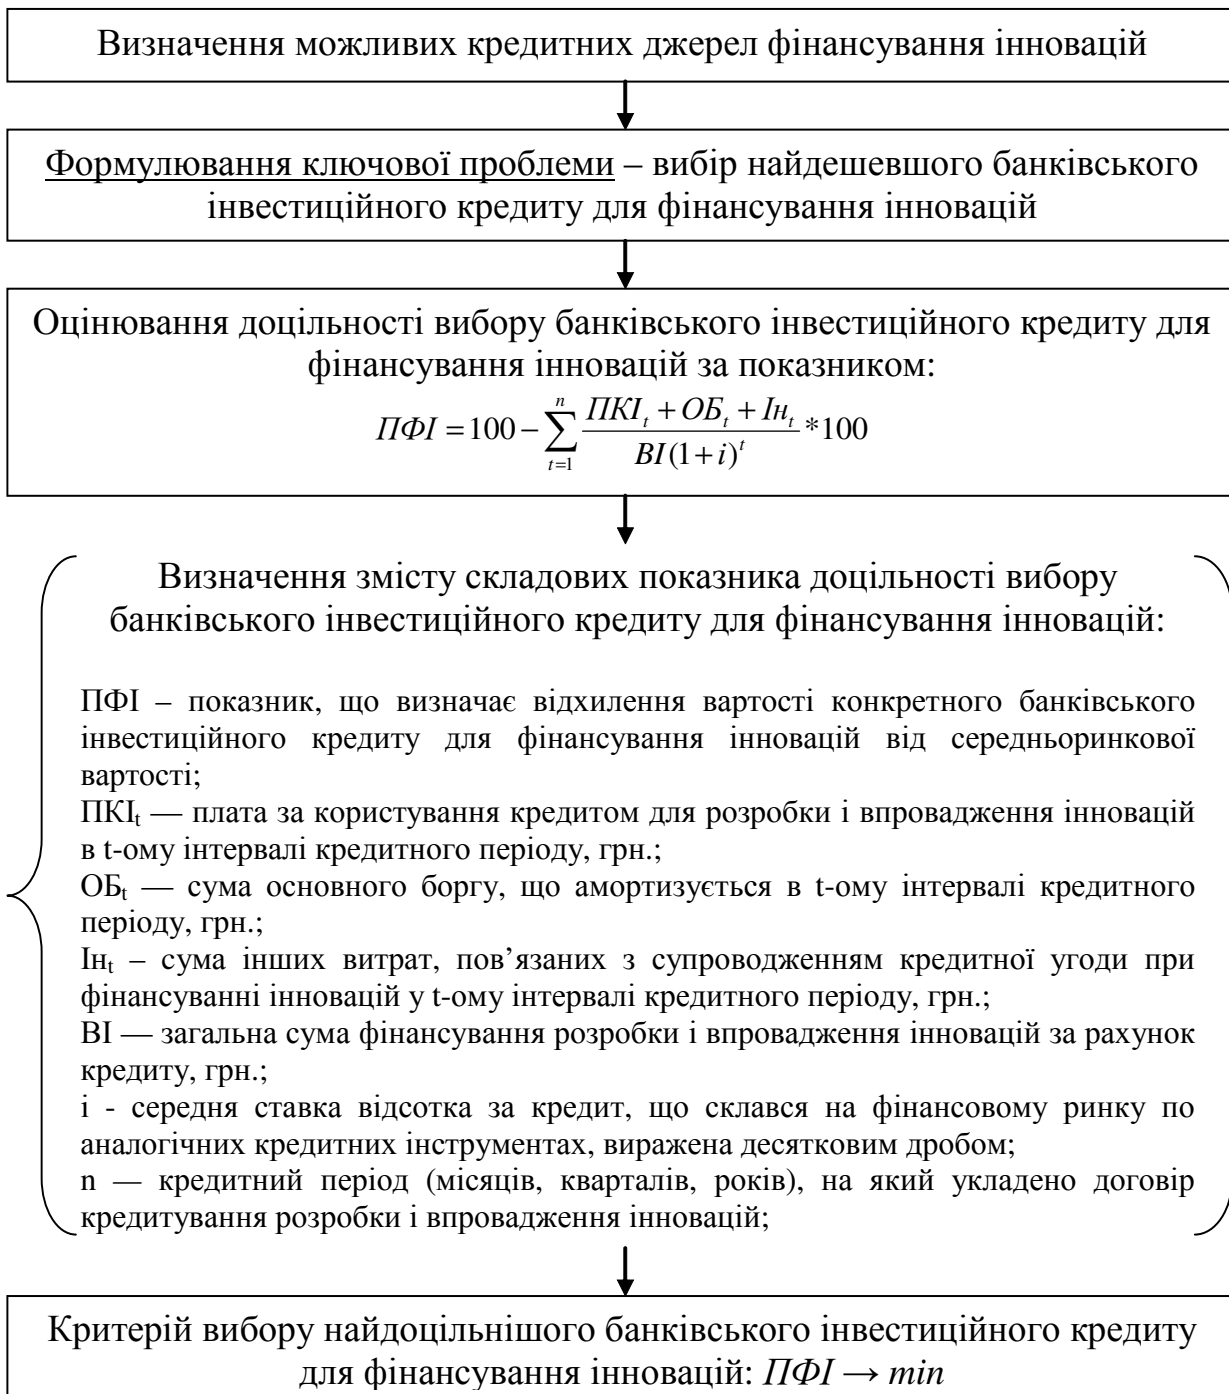 Визначення можливих кредитних джерел фінансування інновацій
Формулювання ключової проблеми – вибір найдешевшого банківського
інвестиційного кредиту для фінансування інновацій
Оцінювання доцільності вибору банківського інвестиційного кредиту для
фінансування інновацій за показником:
ПФІ = 100 − ∑_{t=1}^{n} (ПКІ_t + ОБ_t + Ін_t) / (ВІ(1 + i)^t) *100
Визначення змісту складових показника доцільності вибору
банківського інвестиційного кредиту для фінансування інновацій:
ПФІ – показник, що визначає відхилення вартості конкретного банківського
інвестиційного кредиту для фінансування інновацій від середньоринкової
вартості;
ПКІt — плата за користування кредитом для розробки і впровадження інновацій
в t-ому інтервалі кредитного періоду, грн.;
ОБt — сума основного боргу, що амортизується в t-ому інтервалі кредитного
періоду, грн.;
Інt – сума інших витрат, пов’язаних з супроводженням кредитної угоди при
фінансуванні інновацій у t-ому інтервалі кредитного періоду, грн.;
ВІ — загальна сума фінансування розробки і впровадження інновацій за рахунок
кредиту, грн.;
і - середня ставка відсотка за кредит, що склався на фінансовому ринку по
аналогічних кредитних інструментах, виражена десятковим дробом;
n — кредитний період (місяців, кварталів, років), на який укладено договір
кредитування розробки і впровадження інновацій;
Критерій вибору найдоцільнішого банківського інвестиційного кредиту
для фінансування інновацій: ПФІ → min